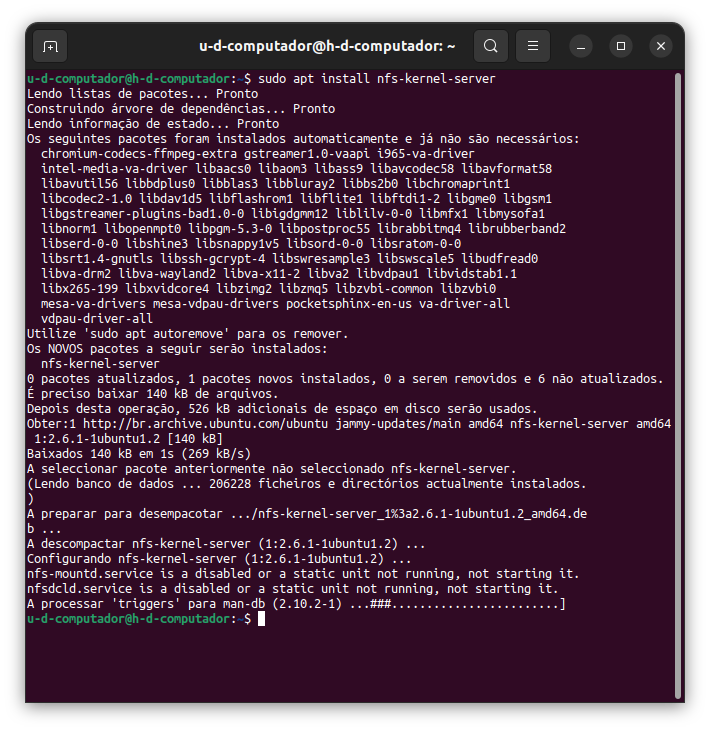 u-d-computador@h-d-computador: ~
u-d-computador@h-d-computador:~$ sudo apt install nfs-kernel-server
Lendo listas de pacotes... Pronto
Construindo árvore de dependências... Pronto
Lendo informação de estado... Pronto
Os seguintes pacotes foram instalados automaticamente e já não são necessários:
  chromium-codecs-ffmpeg-extra gstreamer1.0-vaapi i965-va-driver
  intel-media-va-driver libaacs0 libaom3 libass9 libavcodec58 libavformat58
  libavutil56 libbdplus0 libblas3 libbluray2 libbs2b0 libchromaprint1
  libcodec2-1.0 libdav1d5 libflashrom1 libflite1 libftdi1-2 libgme0 libgsm1
  libgstreamer-plugins-bad1.0-0 libigdgmm12 liblilv-0-0 libmfx1 libmysofa1
  libnorm1 libopenmpt0 libpgm-5.3-0 libpostproc55 librabbitmq4 librubberband2
  libserd-0-0 libshine3 libsnappy1v5 libsord-0-0 libsratom-0-0
  libsrt1.4-gnutls libssh-gcrypt-4 libswresample3 libswscale5 libudfread0
  libva-drm2 libva-wayland2 libva-x11-2 libva2 libvdpau1 libvidstab1.1
  libx265-199 libxvidcore4 libzimg2 libzmq5 libzvbi-common libzvbi0
  mesa-va-drivers mesa-vdpau-drivers pocketsphinx-en-us va-driver-all
  vdpau-driver-all
Utilize 'sudo apt autoremove' para os remover.
Os NOVOS pacotes a seguir serão instalados:
  nfs-kernel-server
0 pacotes atualizados, 1 pacotes novos instalados, 0 a serem removidos e 6 não atualizados.
É preciso baixar 140 kB de arquivos.
Depois desta operação, 526 kB adicionais de espaço em disco serão usados.
Obter:1 http://br.archive.ubuntu.com/ubuntu jammy-updates/main amd64 nfs-kernel-server amd64
 1:2.6.1-1ubuntu1.2 [140 kB]
Baixados 140 kB em 1s (269 kB/s)
A seleccionar pacote anteriormente não seleccionado nfs-kernel-server.
(Lendo banco de dados ... 206228 ficheiros e directórios actualmente instalados.
)
A preparar para desempacotar .../nfs-kernel-server_1%3a2.6.1-1ubuntu1.2_amd64.de
b ...
A descompactar nfs-kernel-server (1:2.6.1-1ubuntu1.2) ...
Configurando nfs-kernel-server (1:2.6.1-1ubuntu1.2) ...
nfs-mountd.service is a disabled or a static unit not running, not starting it.
nfsdcld.service is a disabled or a static unit not running, not starting it.
A processar 'triggers' para man-db (2.10.2-1) ...###........................]
u-d-computador@h-d-computador:~$